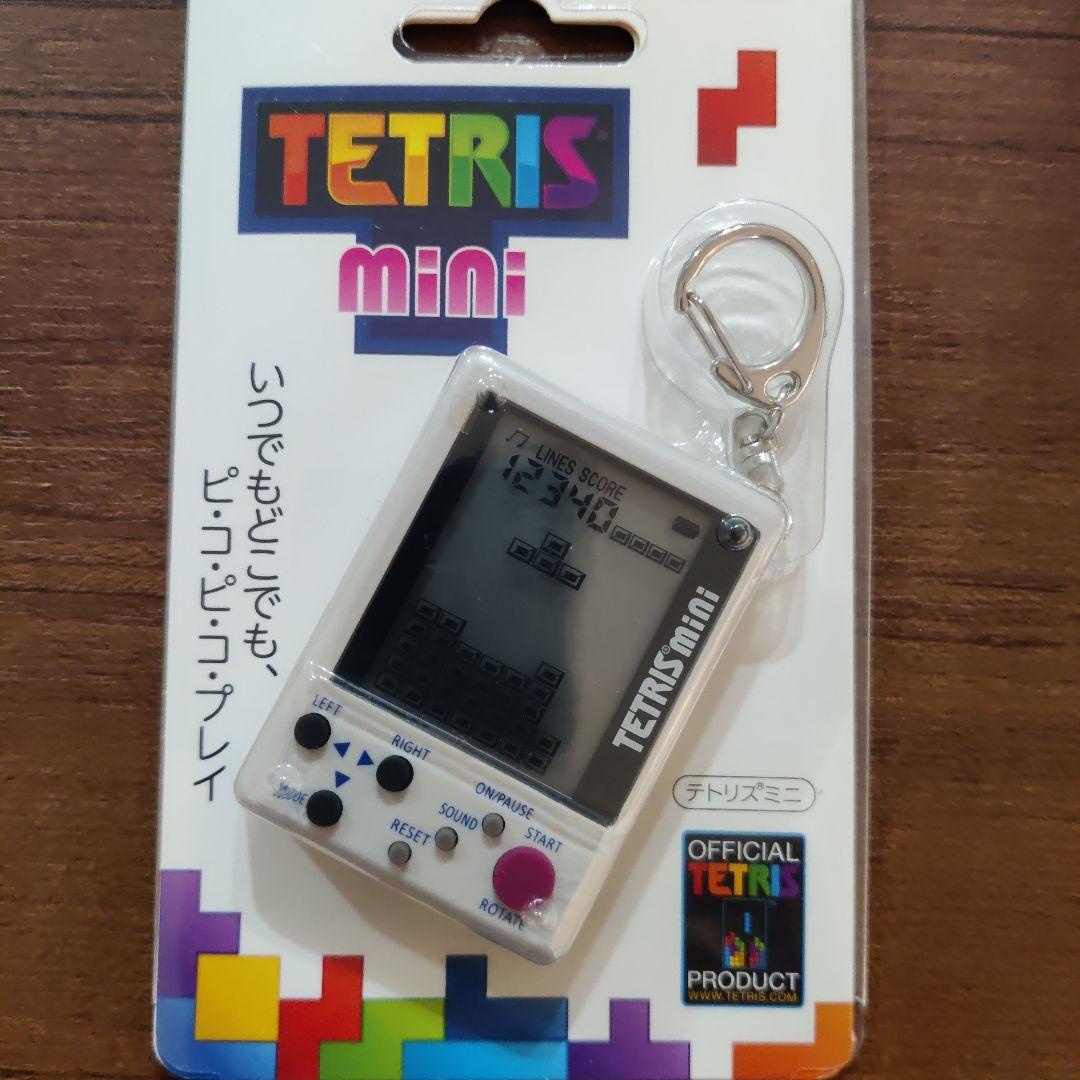 TETRIS®
mini
いつでもどこでも、
ピ・コ・ピ・コ・プレイ
LINES SCORE
12340
TETRIS®mini
LEFT
RIGHT
MODE
ON/PAUSE
SOUND
START
RESET
ROTATE
テトリス®ミニ
OFFICIAL
TETRIS
PRODUCT
WWW.TETRIS.COM